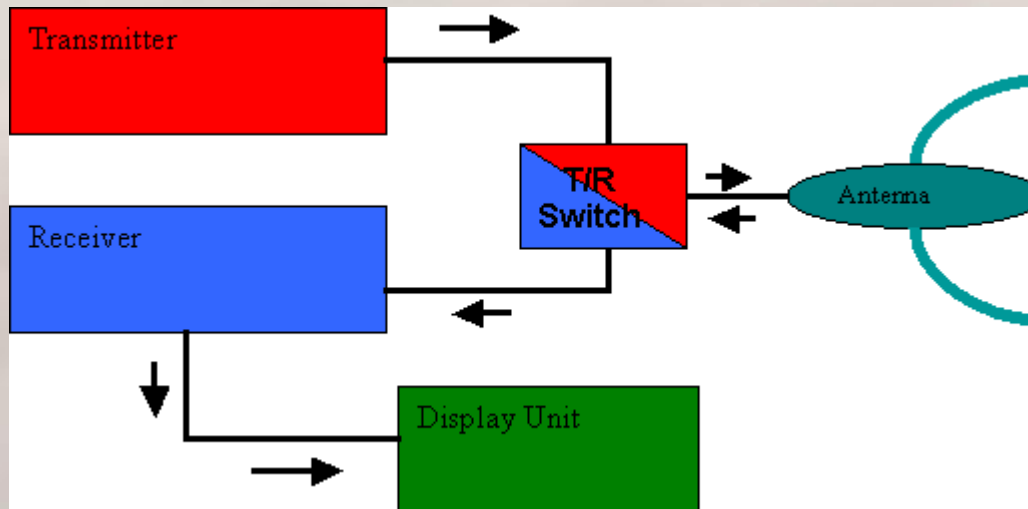 Transmitter
T/R
Switch
Antenna
Receiver
Display Unit